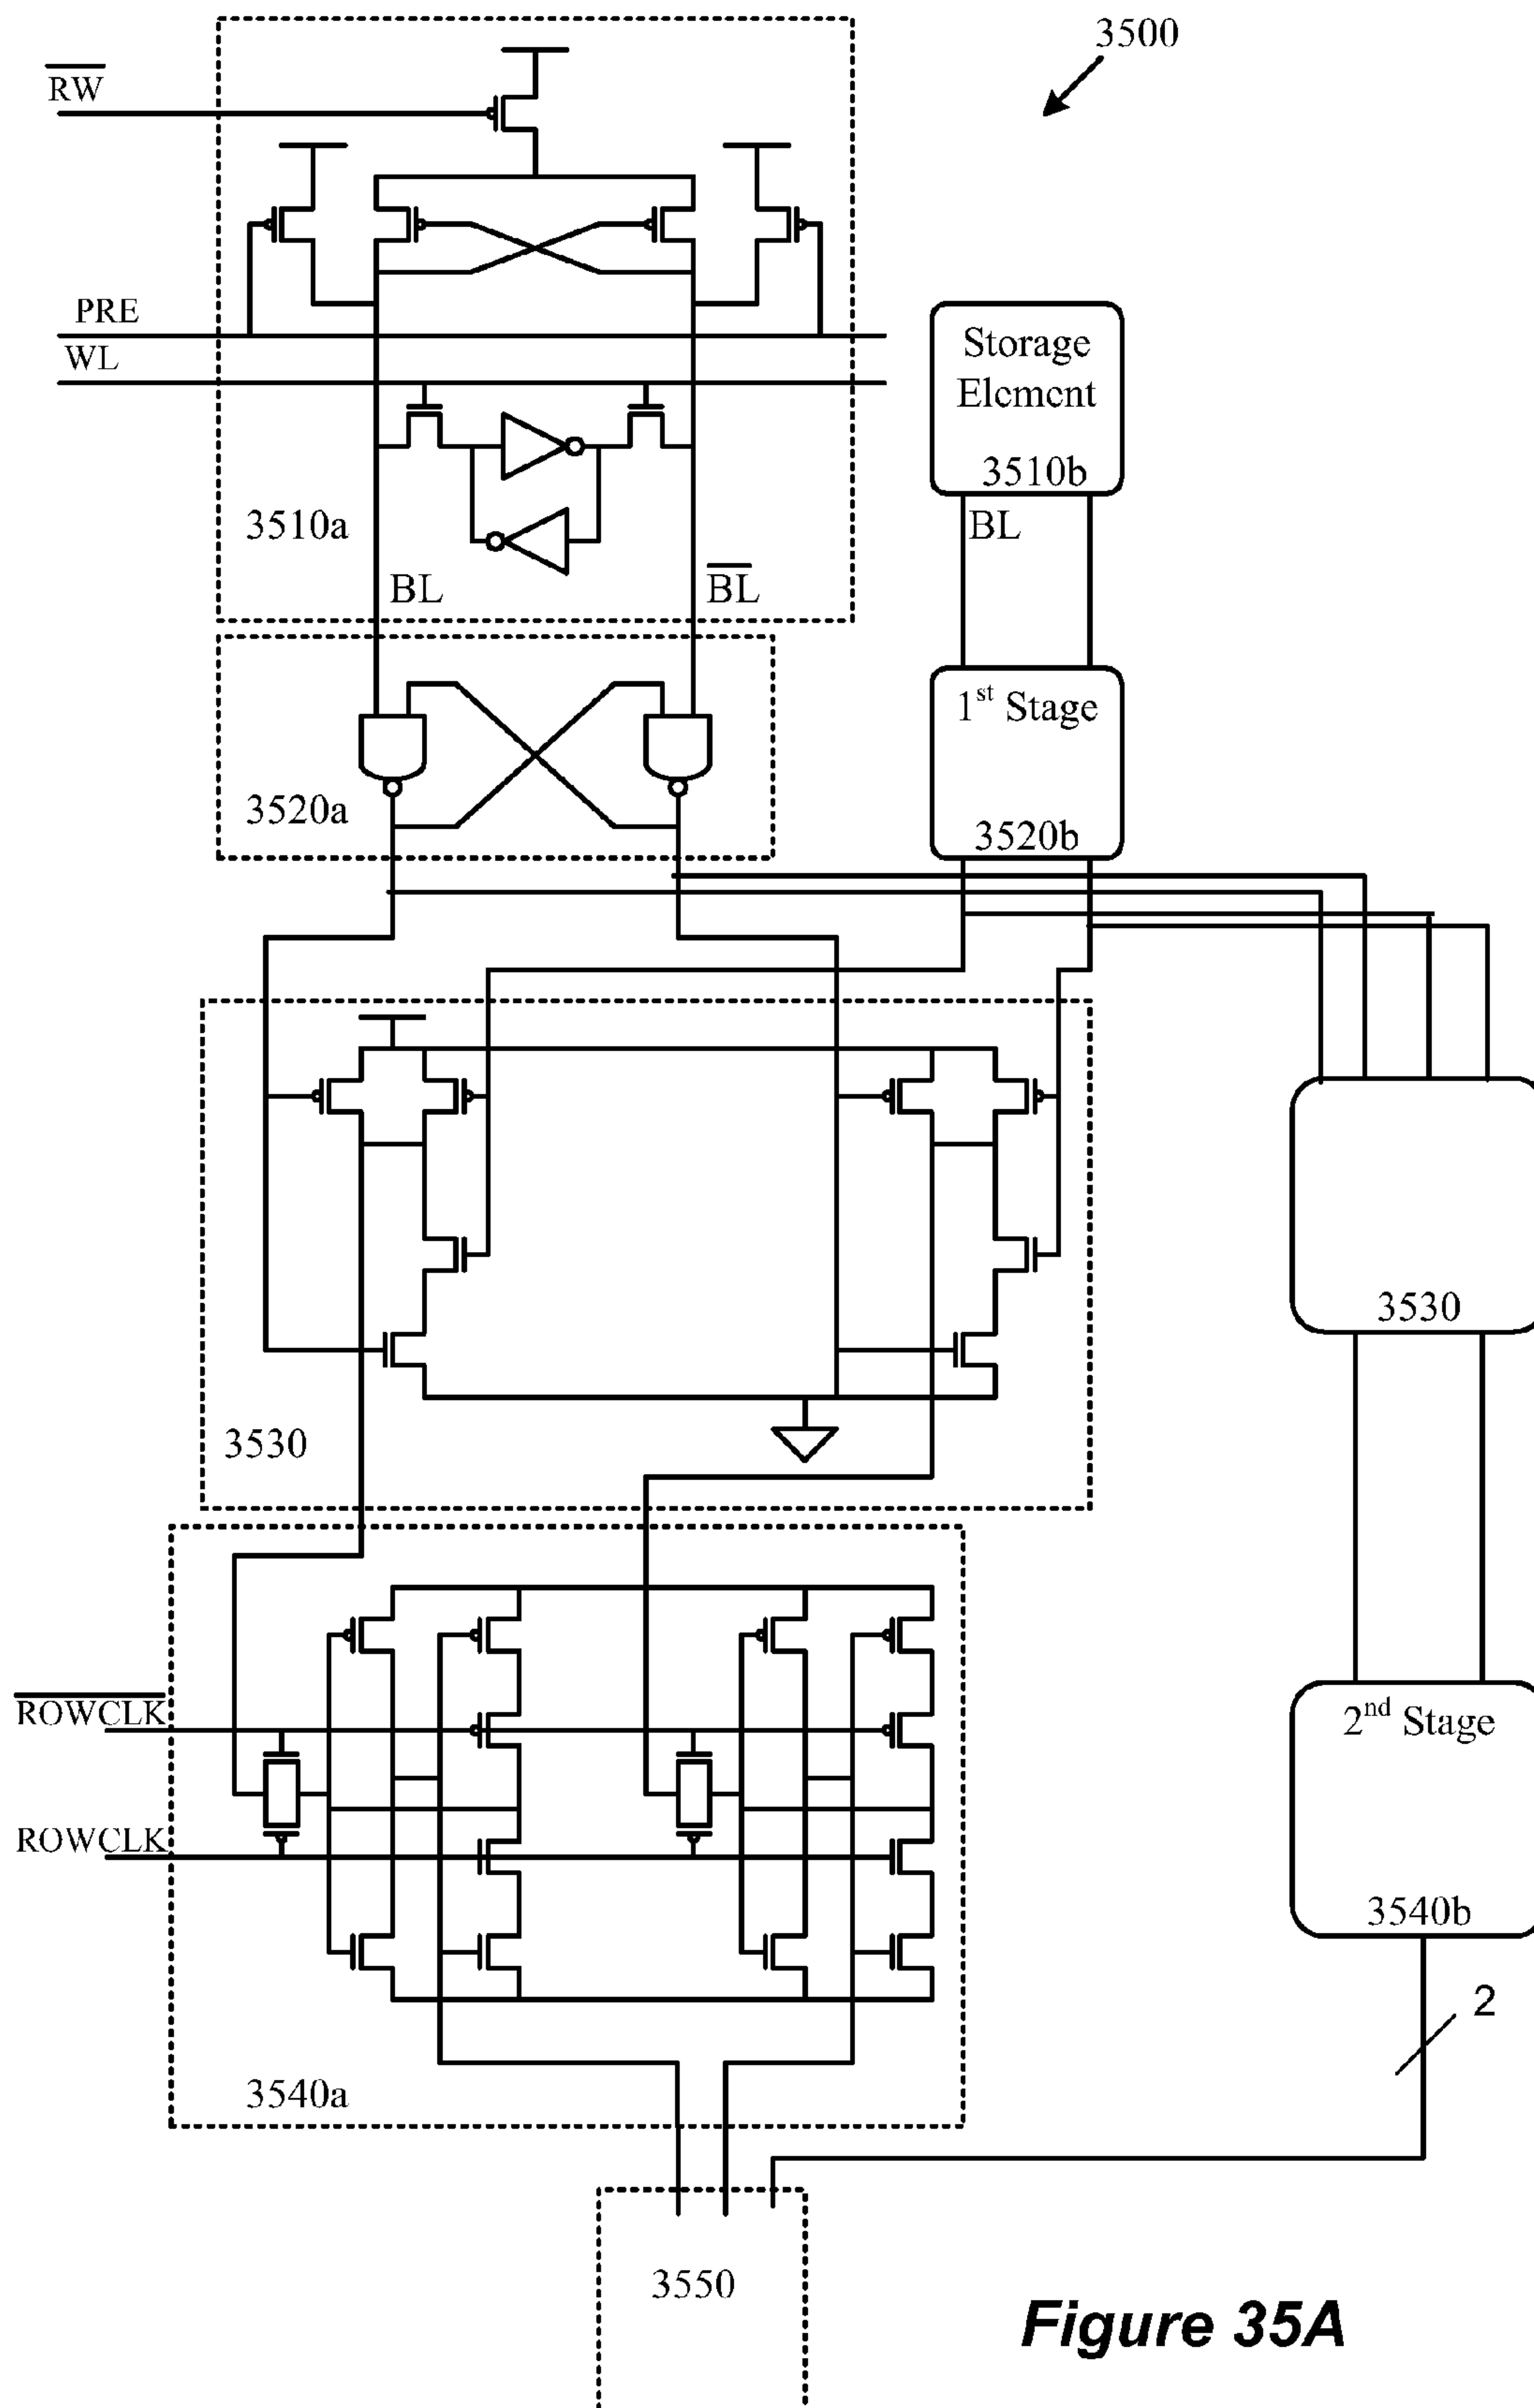 3500
RW
PRE
WL
Storage
Element
3510b
3510a
BL
BL
BL
1st Stage
3520a
3520b
3530
3530
ROWCLK
2nd Stage
ROWCLK
3540b
2
3540a
3550
Figure 35A